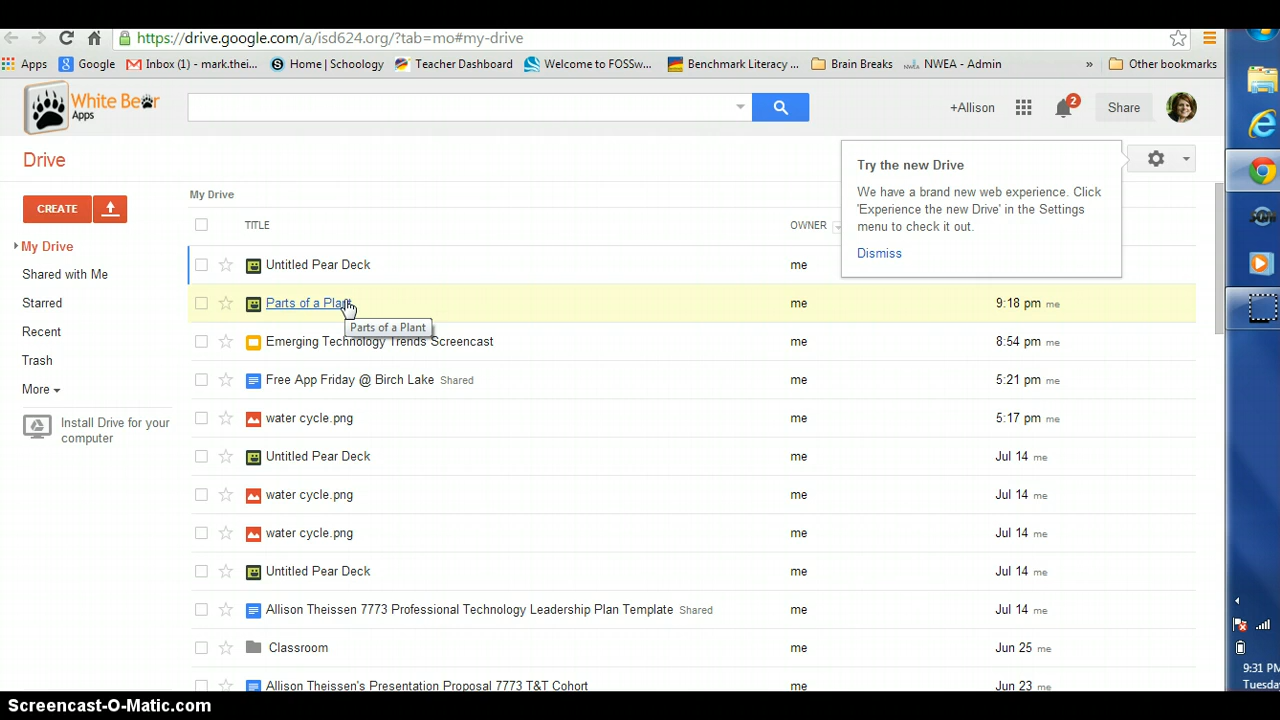 https://drive.google.com/a/isd624.org/?tab=mo#my-drive
Apps Google Inbox (1) - mark.thei... Home | Schoology Teacher Dashboard Welcome to FOSSw... Benchmark Literacy ... Brain Breaks NWEA - Admin » Other bookmarks
White Bear
Apps
+Allison 2 Share
Drive
Try the new Drive
We have a brand new web experience. Click
'Experience the new Drive' in the Settings
menu to check it out.
Dismiss
CREATE
My Drive
Shared with Me
Starred
Recent
Trash
More
Install Drive for your
computer
My Drive
TITLE OWNER
Untitled Pear Deck me
Parts of a Plant me 9:18 pm me
Parts of a Plant
Emerging Technology Trends Screencast me 8:54 pm me
Free App Friday @ Birch Lake Shared me 5:21 pm me
water cycle.png me 5:17 pm me
Untitled Pear Deck me Jul 14 me
water cycle.png me Jul 14 me
water cycle.png me Jul 14 me
Untitled Pear Deck me Jul 14 me
Allison Theissen 7773 Professional Technology Leadership Plan Template Shared me Jul 14 me
Classroom me Jun 25 me
Allison Theissen's Presentation Proposal 7773 T&T Cohort me Jun 23 me
9:31 PM
Tuesda
Screencast-O-Matic.com